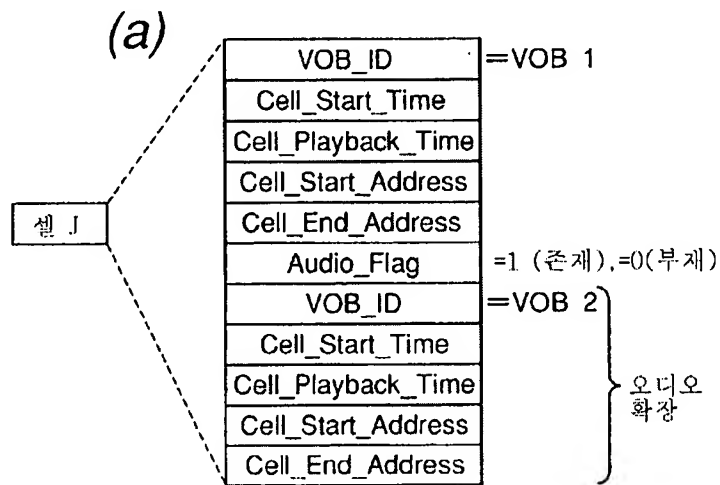 (a)
VOB_ID =VOB 1
Cell_Start_Time
Cell_Playback_Time
Cell_Start_Address
셀 J
Cell_End_Address
Audio_Flag =1 (존재),=0(부재)
VOB_ID =VOB 2
Cell_Start_Time
Cell_Playback_Time
오디오
확장
Cell_Start_Address
Cell_End_Address